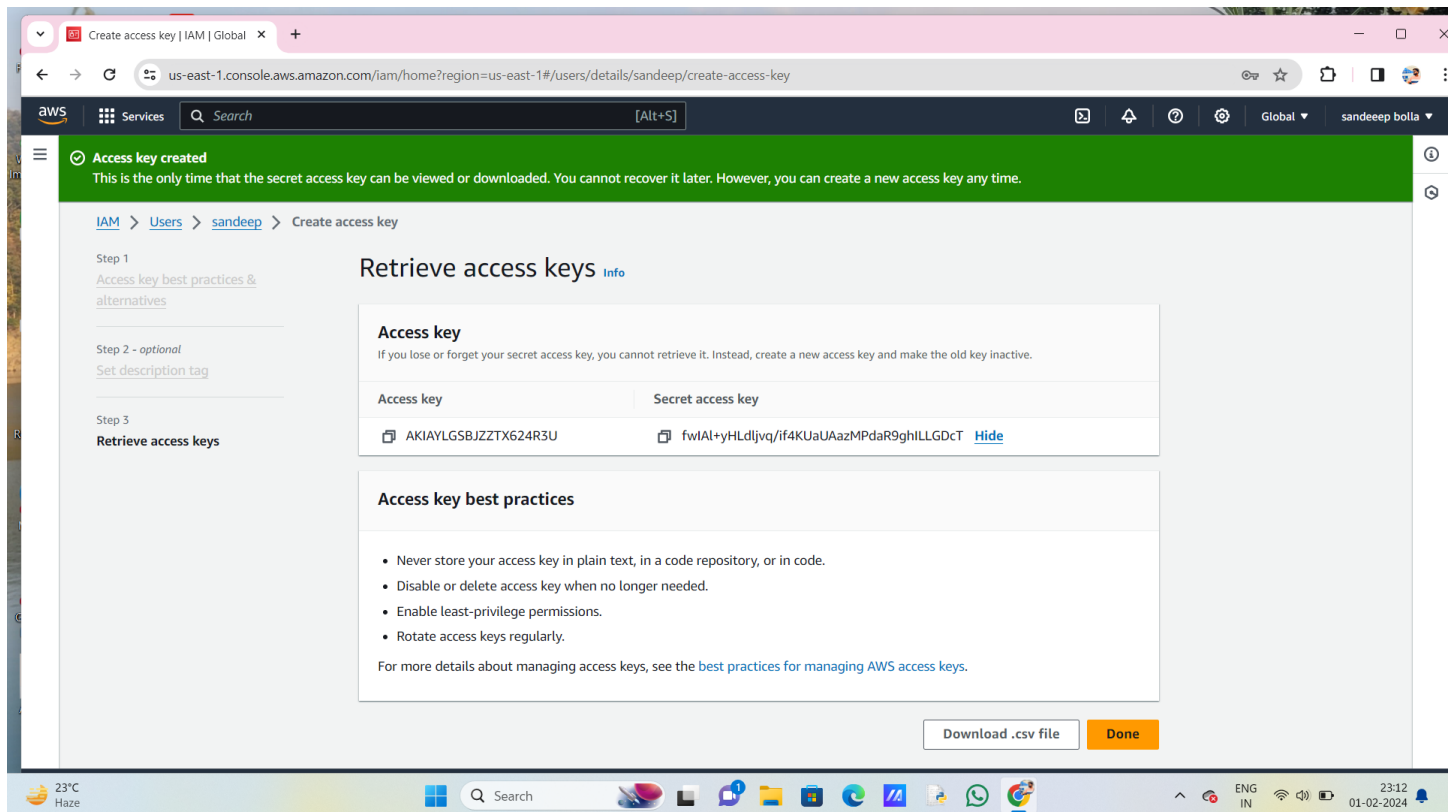 Create access key | IAM | Global
us-east-1.console.aws.amazon.com/iam/home?region=us-east-1#/users/details/sandeep/create-access-key
aws Services Search [Alt+S] Global sandeeep bolla
Access key created
This is the only time that the secret access key can be viewed or downloaded. You cannot recover it later. However, you can create a new access key any time.
IAM > Users > sandeep > Create access key
Step 1
Access key best practices &
alternatives
Step 2 - optional
Set description tag
Step 3
Retrieve access keys
Retrieve access keys Info
Access key
If you lose or forget your secret access key, you cannot retrieve it. Instead, create a new access key and make the old key inactive.
Access key Secret access key
AKIAYLGSBJZZTX624R3U Hide
Access key best practices
• Never store your access key in plain text, in a code repository, or in code.
• Disable or delete access key when no longer needed.
• Enable least-privilege permissions.
• Rotate access keys regularly.
For more details about managing access keys, see the best practices for managing AWS access keys.
Download .csv file Done
23°C
Haze
Search
1
ENG
IN
23:12
01-02-2024